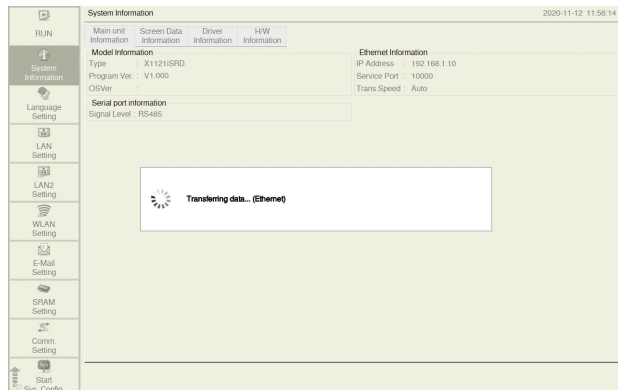 System Information 2020-11-12 11:56:14
RUN
System
Information
Language
Setting
LAN
Setting
LAN2
Setting
WLAN
Setting
E-Mail
Setting
SRAM
Setting
Comm.
Setting
Sys
Start
Sys. Config
Main unit
Information
Screen Data
Information
Driver
Information
H/W
Information
Model Information
Type : X1121iSRD
Program Ver. : V1.000
OSVer :
Ethernet Information
IP Address : 192.168.1.10
Service Port : 10000
Trans.Speed : Auto
Serial port information
Signal Level : RS485
Transferring data... (Ethernet)